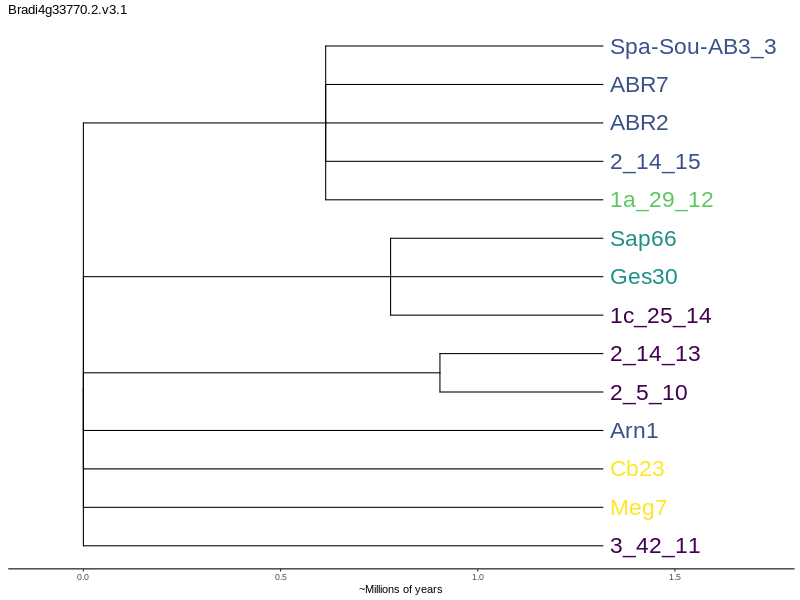 Bradi4g33770.2.v3.1
Spa-Sou-AB3_3
ABR7
ABR2
2_14_15
1a_29_12
Sap66
Ges30
1c_25_14
2_14_13
2_5_10
Arn1
Cb23
Meg7
3_42_11
0.0 0.5 1.0 1.5
~Millions of years